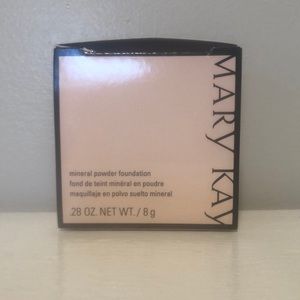 MARY KAY
mineral powder foundation
fond de teint minéral en poudre
maquillaje en polvo suelto mineral
.28 OZ. NET WT. / 8 g